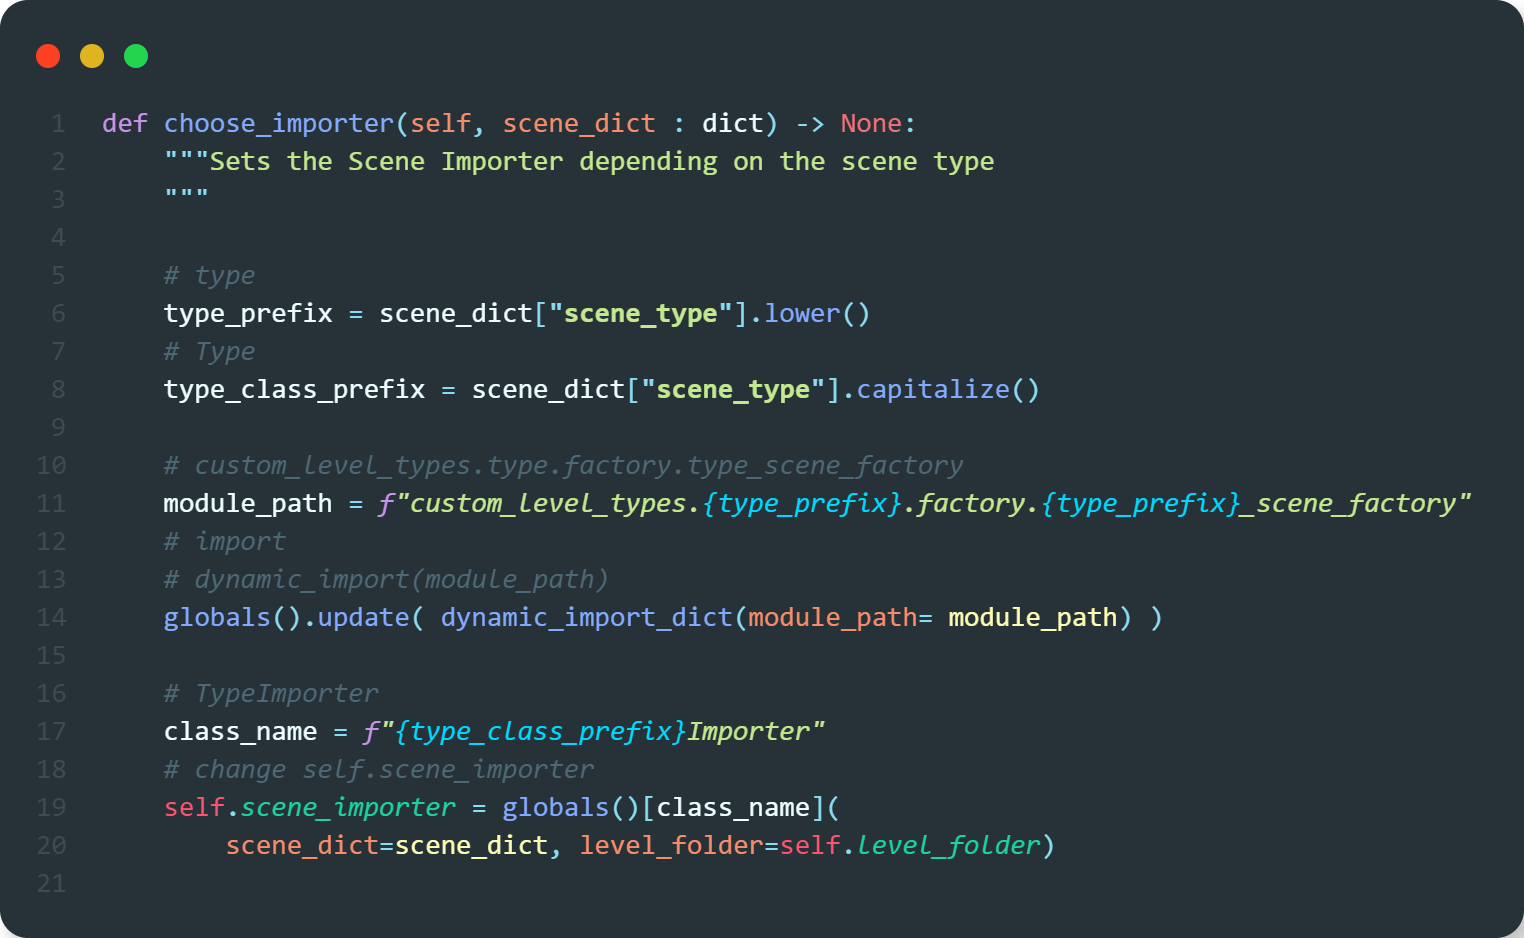 1 def choose_importer(self, scene_dict : dict) -> None:
2     """Sets the Scene Importer depending on the scene type
3     """
4
5     # type
6     type_prefix = scene_dict["scene_type"].lower()
7     # Type
8     type_class_prefix = scene_dict["scene_type"].capitalize()
9
10     # custom_level_types.type.factory.type_scene_factory
11     module_path = f"custom_level_types.{type_prefix}.factory.{type_prefix}_scene_factory"
12     # import
13     # dynamic_import(module_path)
14     globals().update( dynamic_import_dict(module_path= module_path) )
15
16     # TypeImporter
17     class_name = f"{type_class_prefix}Importer"
18     # change self.scene_importer
19     self.scene_importer = globals()[class_name](
20         scene_dict=scene_dict, level_folder=self.level_folder)
21